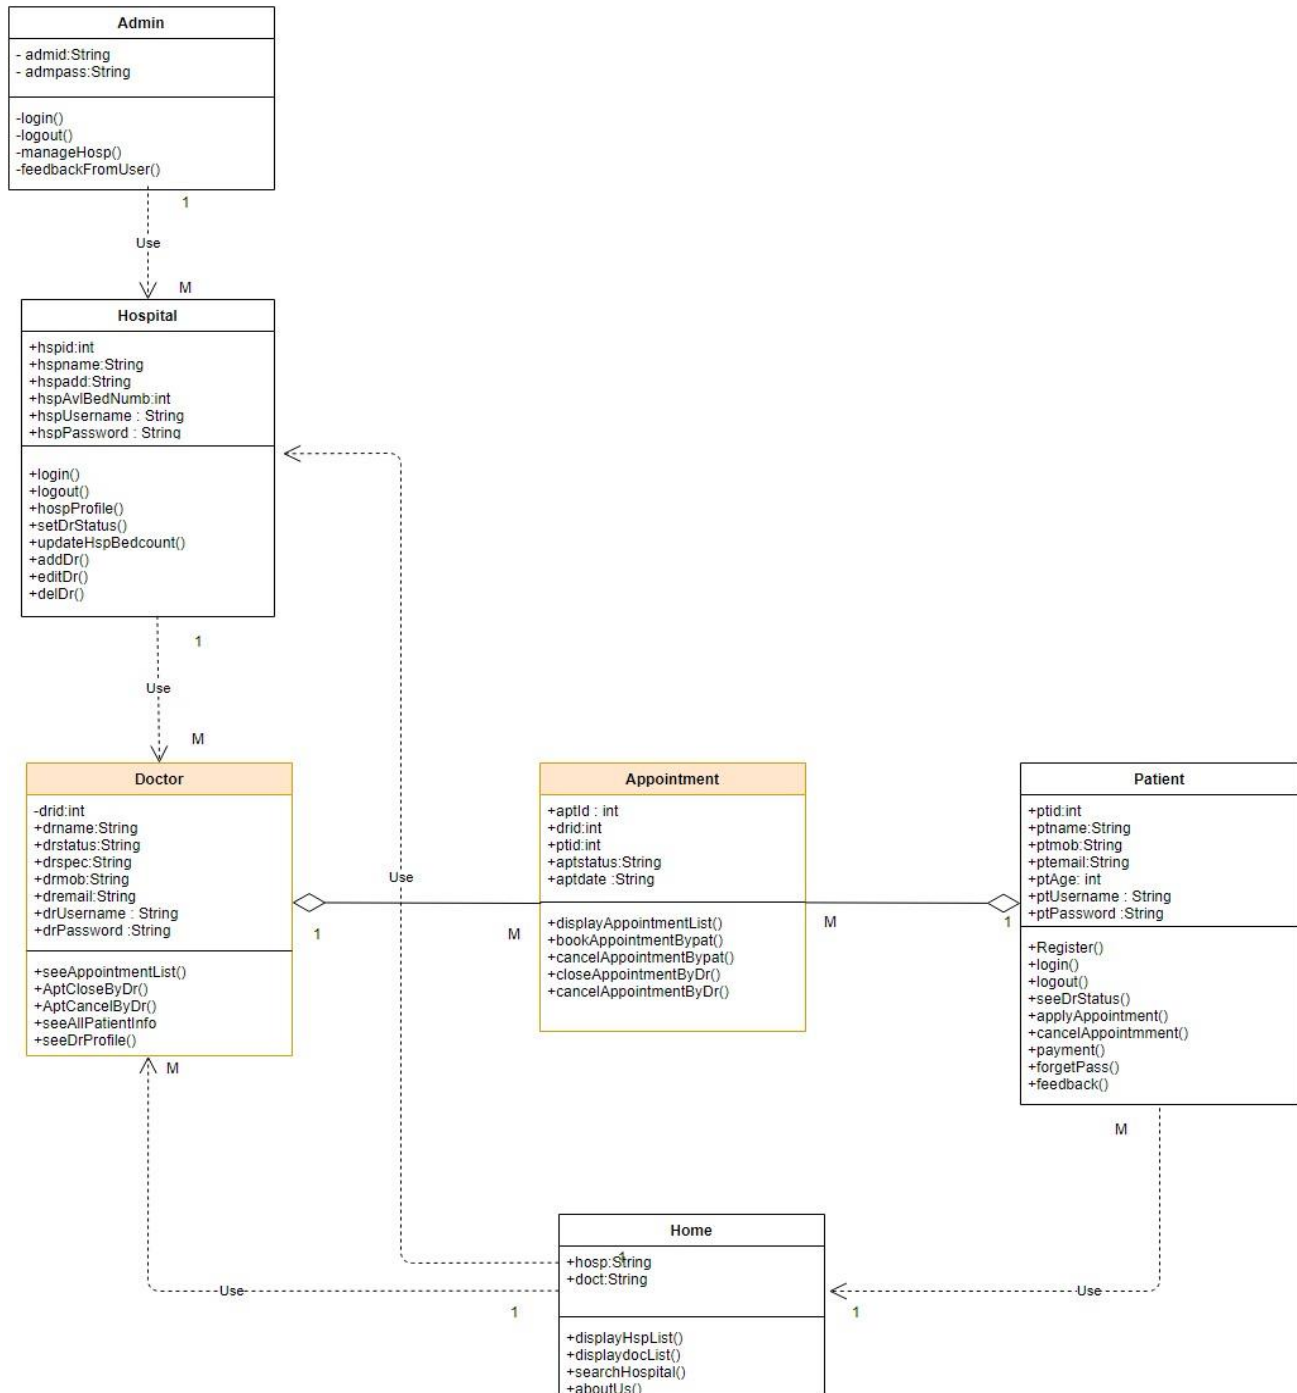 Admin
- admid:String
- admpass:String
-login()
-logout()
-manageHosp()
-feedbackFromUser()
1
Use
M
Hospital
+hspid:int
+hspname:String
+hspadd:String
+hspAvlBedNumb:int
+hspUsername : String
+hspPassword : String
+login()
+logout()
+hospProfile()
+setDrStatus()
+updateHspBedcount()
+addDr()
+editDr()
+delDr()
1
Use
M
Doctor
-drid:int
+drname:String
+drstatus:String
+drspec:String
+drmob:String
+dremail:String
+drUsername : String
+drPassword :String
+seeAppointmentList()
+AptCloseByDr()
+AptCancelByDr()
+seeAllPatientInfo
+seeDrProfile()
M
1
Use
M
Appointment
+aptId : int
+drid:int
+ptid:int
+aptstatus:String
+aptdate :String
+displayAppointmentList()
+bookAppointmentBypat()
+cancelAppointmentBypat()
+closeAppointmentByDr()
+cancelAppointmentByDr()
M
1
Patient
+ptid:int
+ptname:String
+ptmob:String
+ptemail:String
+ptAge: int
+ptUsername : String
+ptPassword :String
+Register()
+login()
+logout()
+seeDrStatus()
+applyAppointment()
+cancelAppointmment()
+payment()
+forgetPass()
+feedback()
M
Use
1
Home
1
+hosp:String
+doct:String
+displayHspList()
+displaydocList()
+searchHospital()
+aboutUs()
Use
1